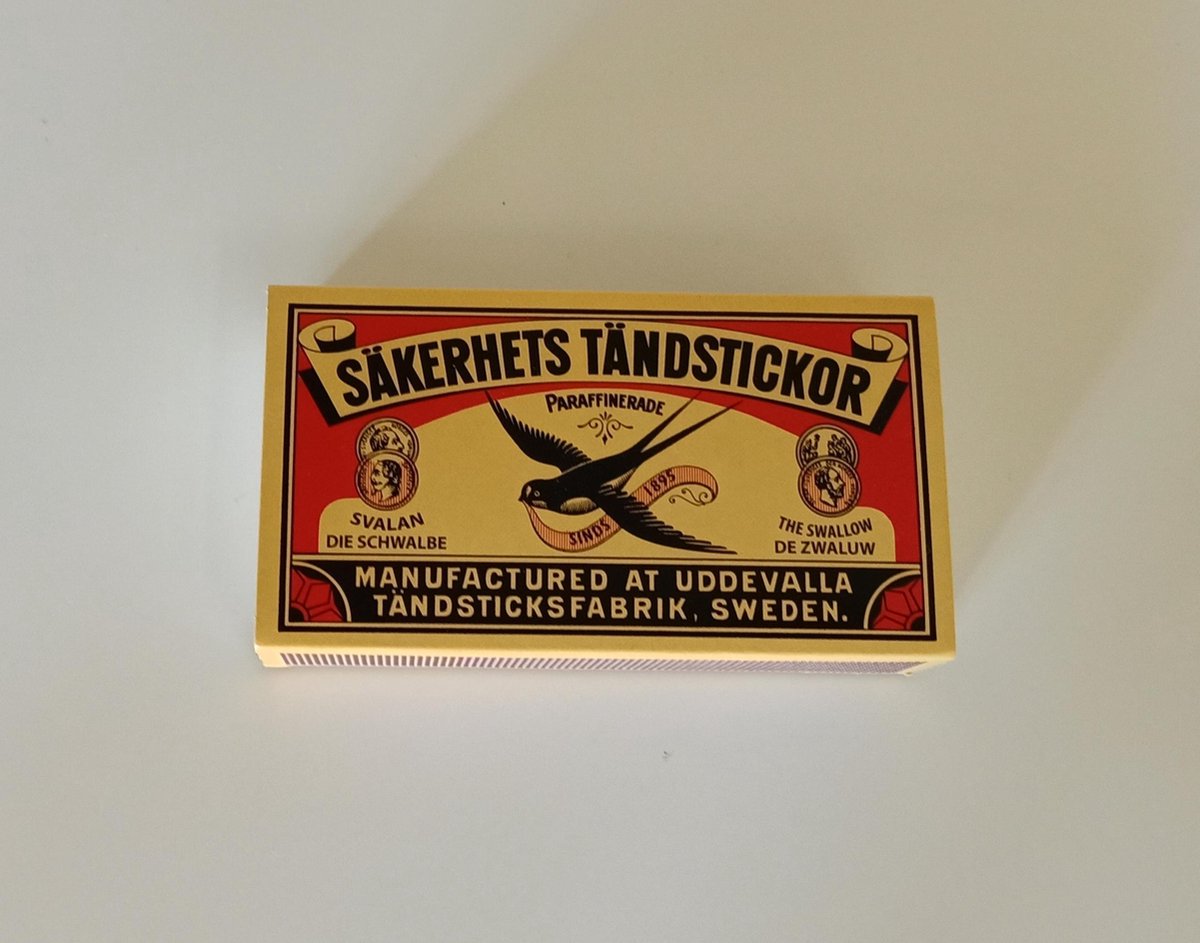 SÄKERHETS TÄNDSTICKOR
PARAFFINERADE
SINDS 1895
SVALAN
DIE SCHWALBE
THE SWALLOW
DE ZWALUW
MANUFACTURED AT UDDEVALLA
TÄNDSTICKSFABRIK, SWEDEN.